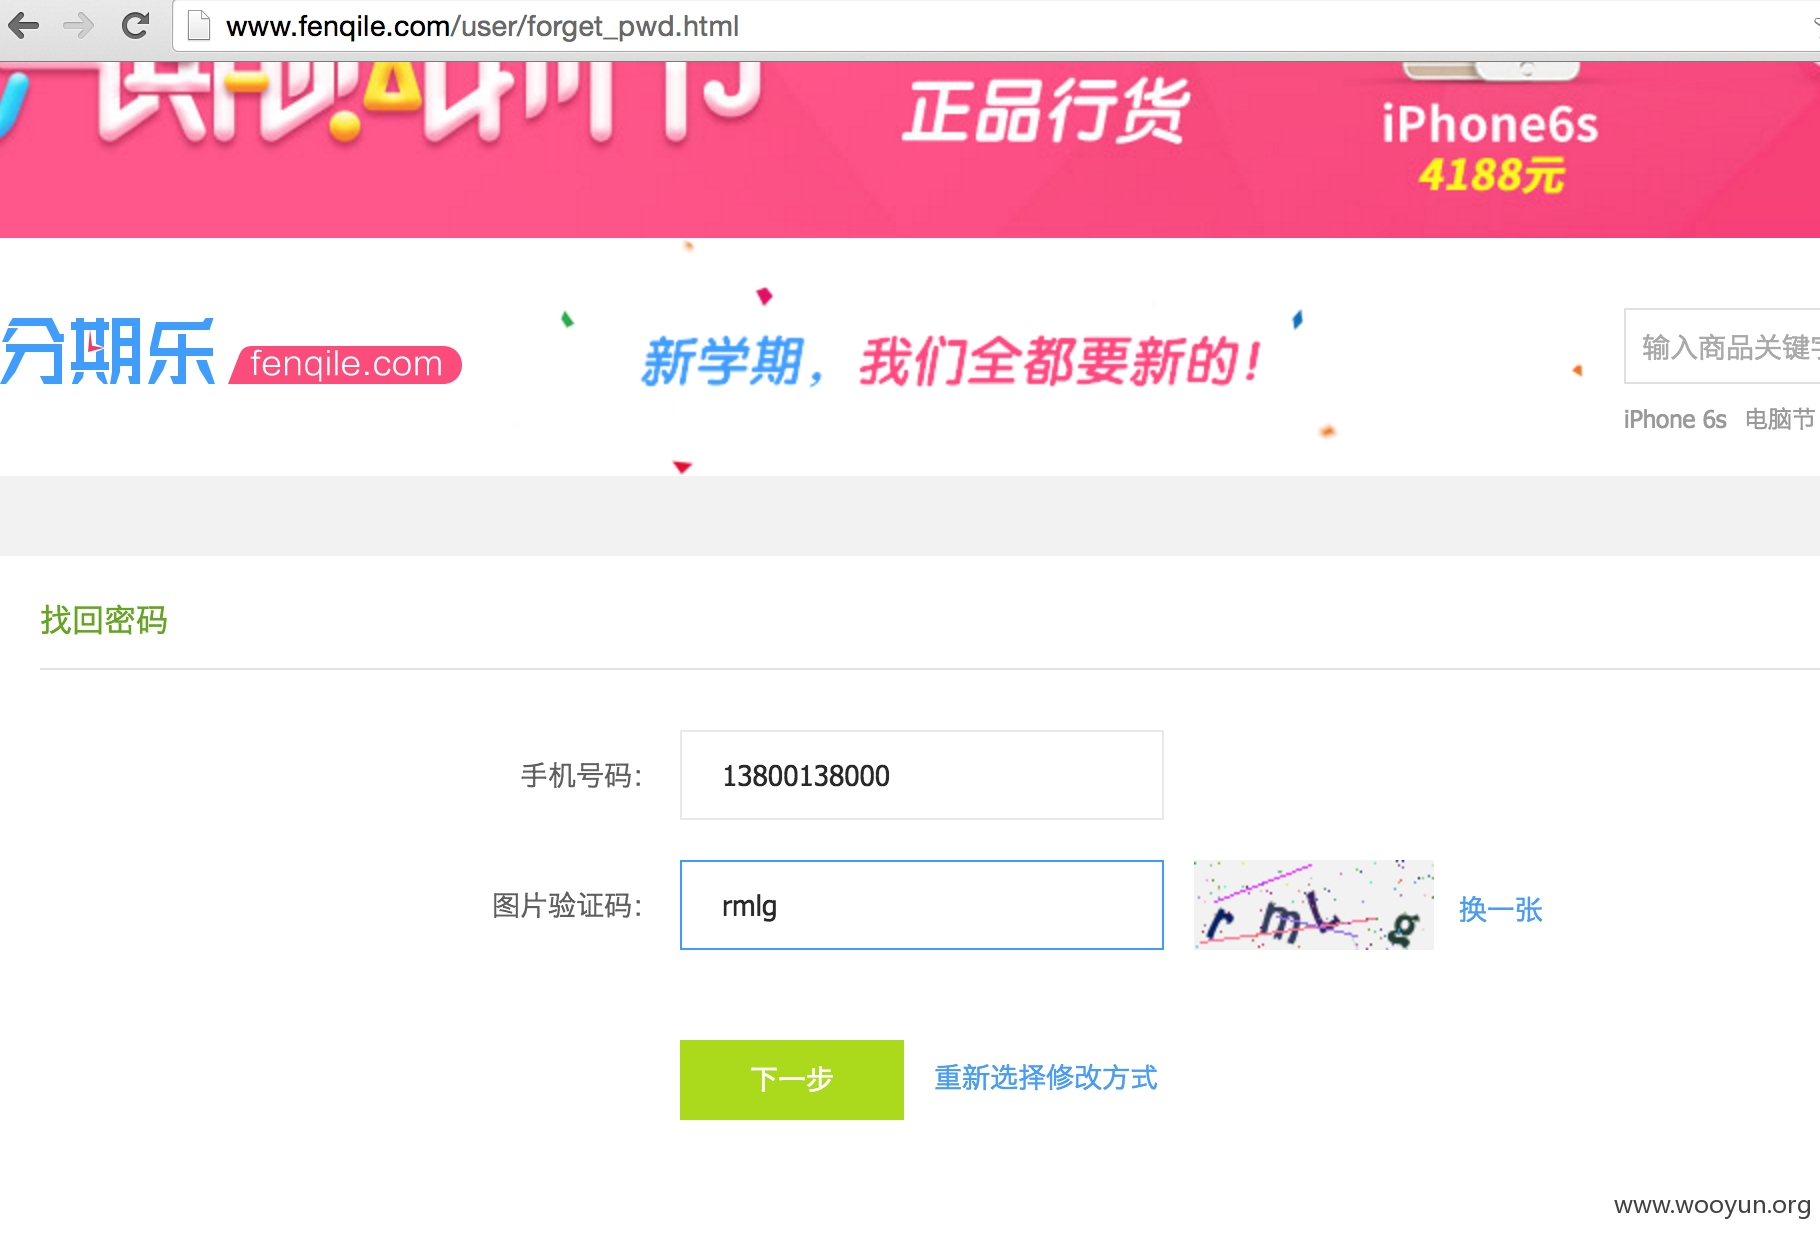 www.fenqile.com/user/forget_pwd.html
正品行货
iPhone6s
4188元
分期乐 fenqile.com
新学期，我们全都要新的！
输入商品关键字
iPhone 6s 电脑节
找回密码
手机号码：
13800138000
图片验证码：
rmlg
rmLg
换一张
下一步
重新选择修改方式
www.wooyun.org